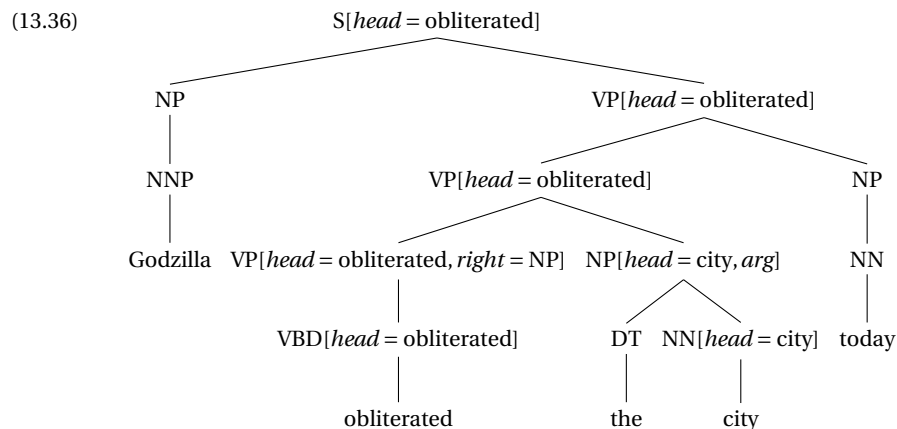 (13.36) S[head = obliterated]
NP VP[head = obliterated]
NNP VP[head = obliterated] NP
Godzilla VP[head = obliterated, right = NP] NP[head = city, arg] NN
VBD[head = obliterated] DT NN[head = city] today
obliterated the city